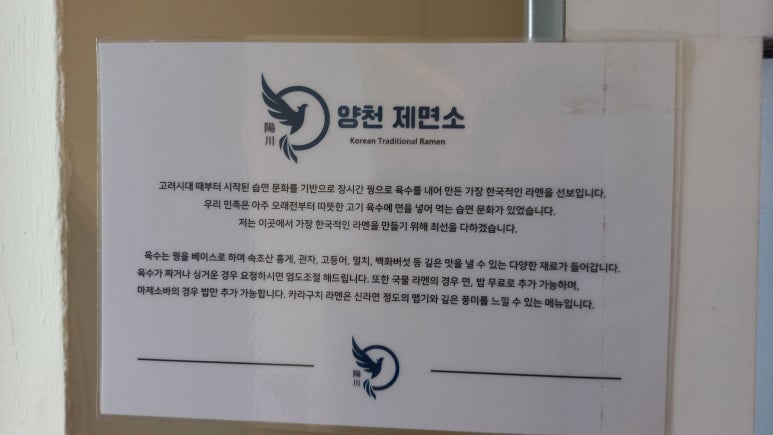 陽川
양천 제면소
Korean Traditional Ramen
고려시대 때부터 시작된 습면 문화를 기반으로 장시간 꿩으로 육수를 내어 만든 가장 한국적인 라멘을 선보입니다.
우리 민족은 아주 오래전부터 따뜻한 고기 육수에 면을 넣어 먹는 습면 문화가 있었습니다.
저는 이곳에서 가장 한국적인 라멘을 만들기 위해 최선을 다하겠습니다.
육수는 꿩을 베이스로 하며 속초산 홍게, 관자, 고등어, 멸치, 백화버섯 등 깊은 맛을 낼 수 있는 다양한 재료가 들어갑니다.
육수가 짜거나 싱거운 경우 요청하시면 염도조절 해드립니다. 또한 국물 라멘의 경우 면, 밥 무료로 추가 가능하며,
마제소바의 경우 밥만 추가 가능합니다. 카라구치 라멘은 신라면 정도의 맵기와 깊은 풍미를 느낄 수 있는 메뉴입니다.
陽川